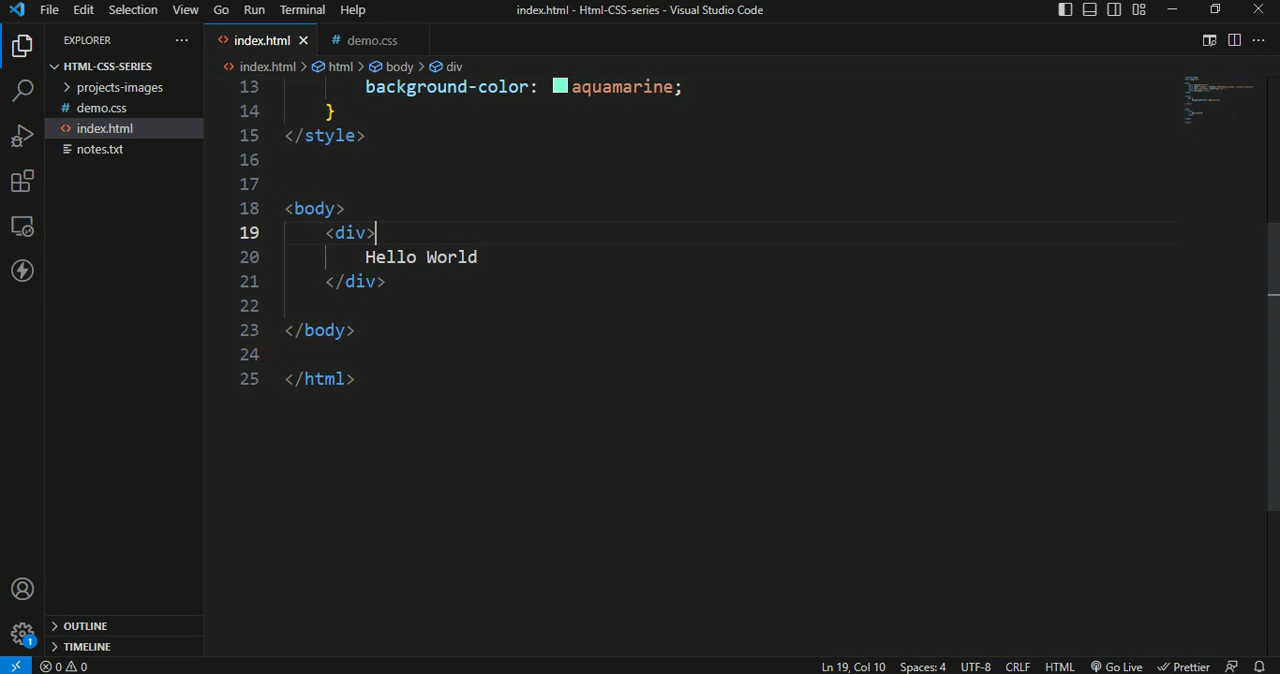 File Edit Selection View Go Run Terminal Help index.html - Html-CSS-series - Visual Studio Code
EXPLORER ···
index.html
# demo.css
HTML-CSS-SERIES
index.html > html > body > div
projects-images
# demo.css
index.html
notes.txt
13 background-color: aquamarine;
14 }
15 </style>
16
17
18 <body>
19 <div>
20 Hello World
21 </div>
22
23 </body>
24
25 </html>
OUTLINE
1
TIMELINE
0 0 Ln 19, Col 10 Spaces: 4 UTF-8 CRLF HTML Go Live Prettier